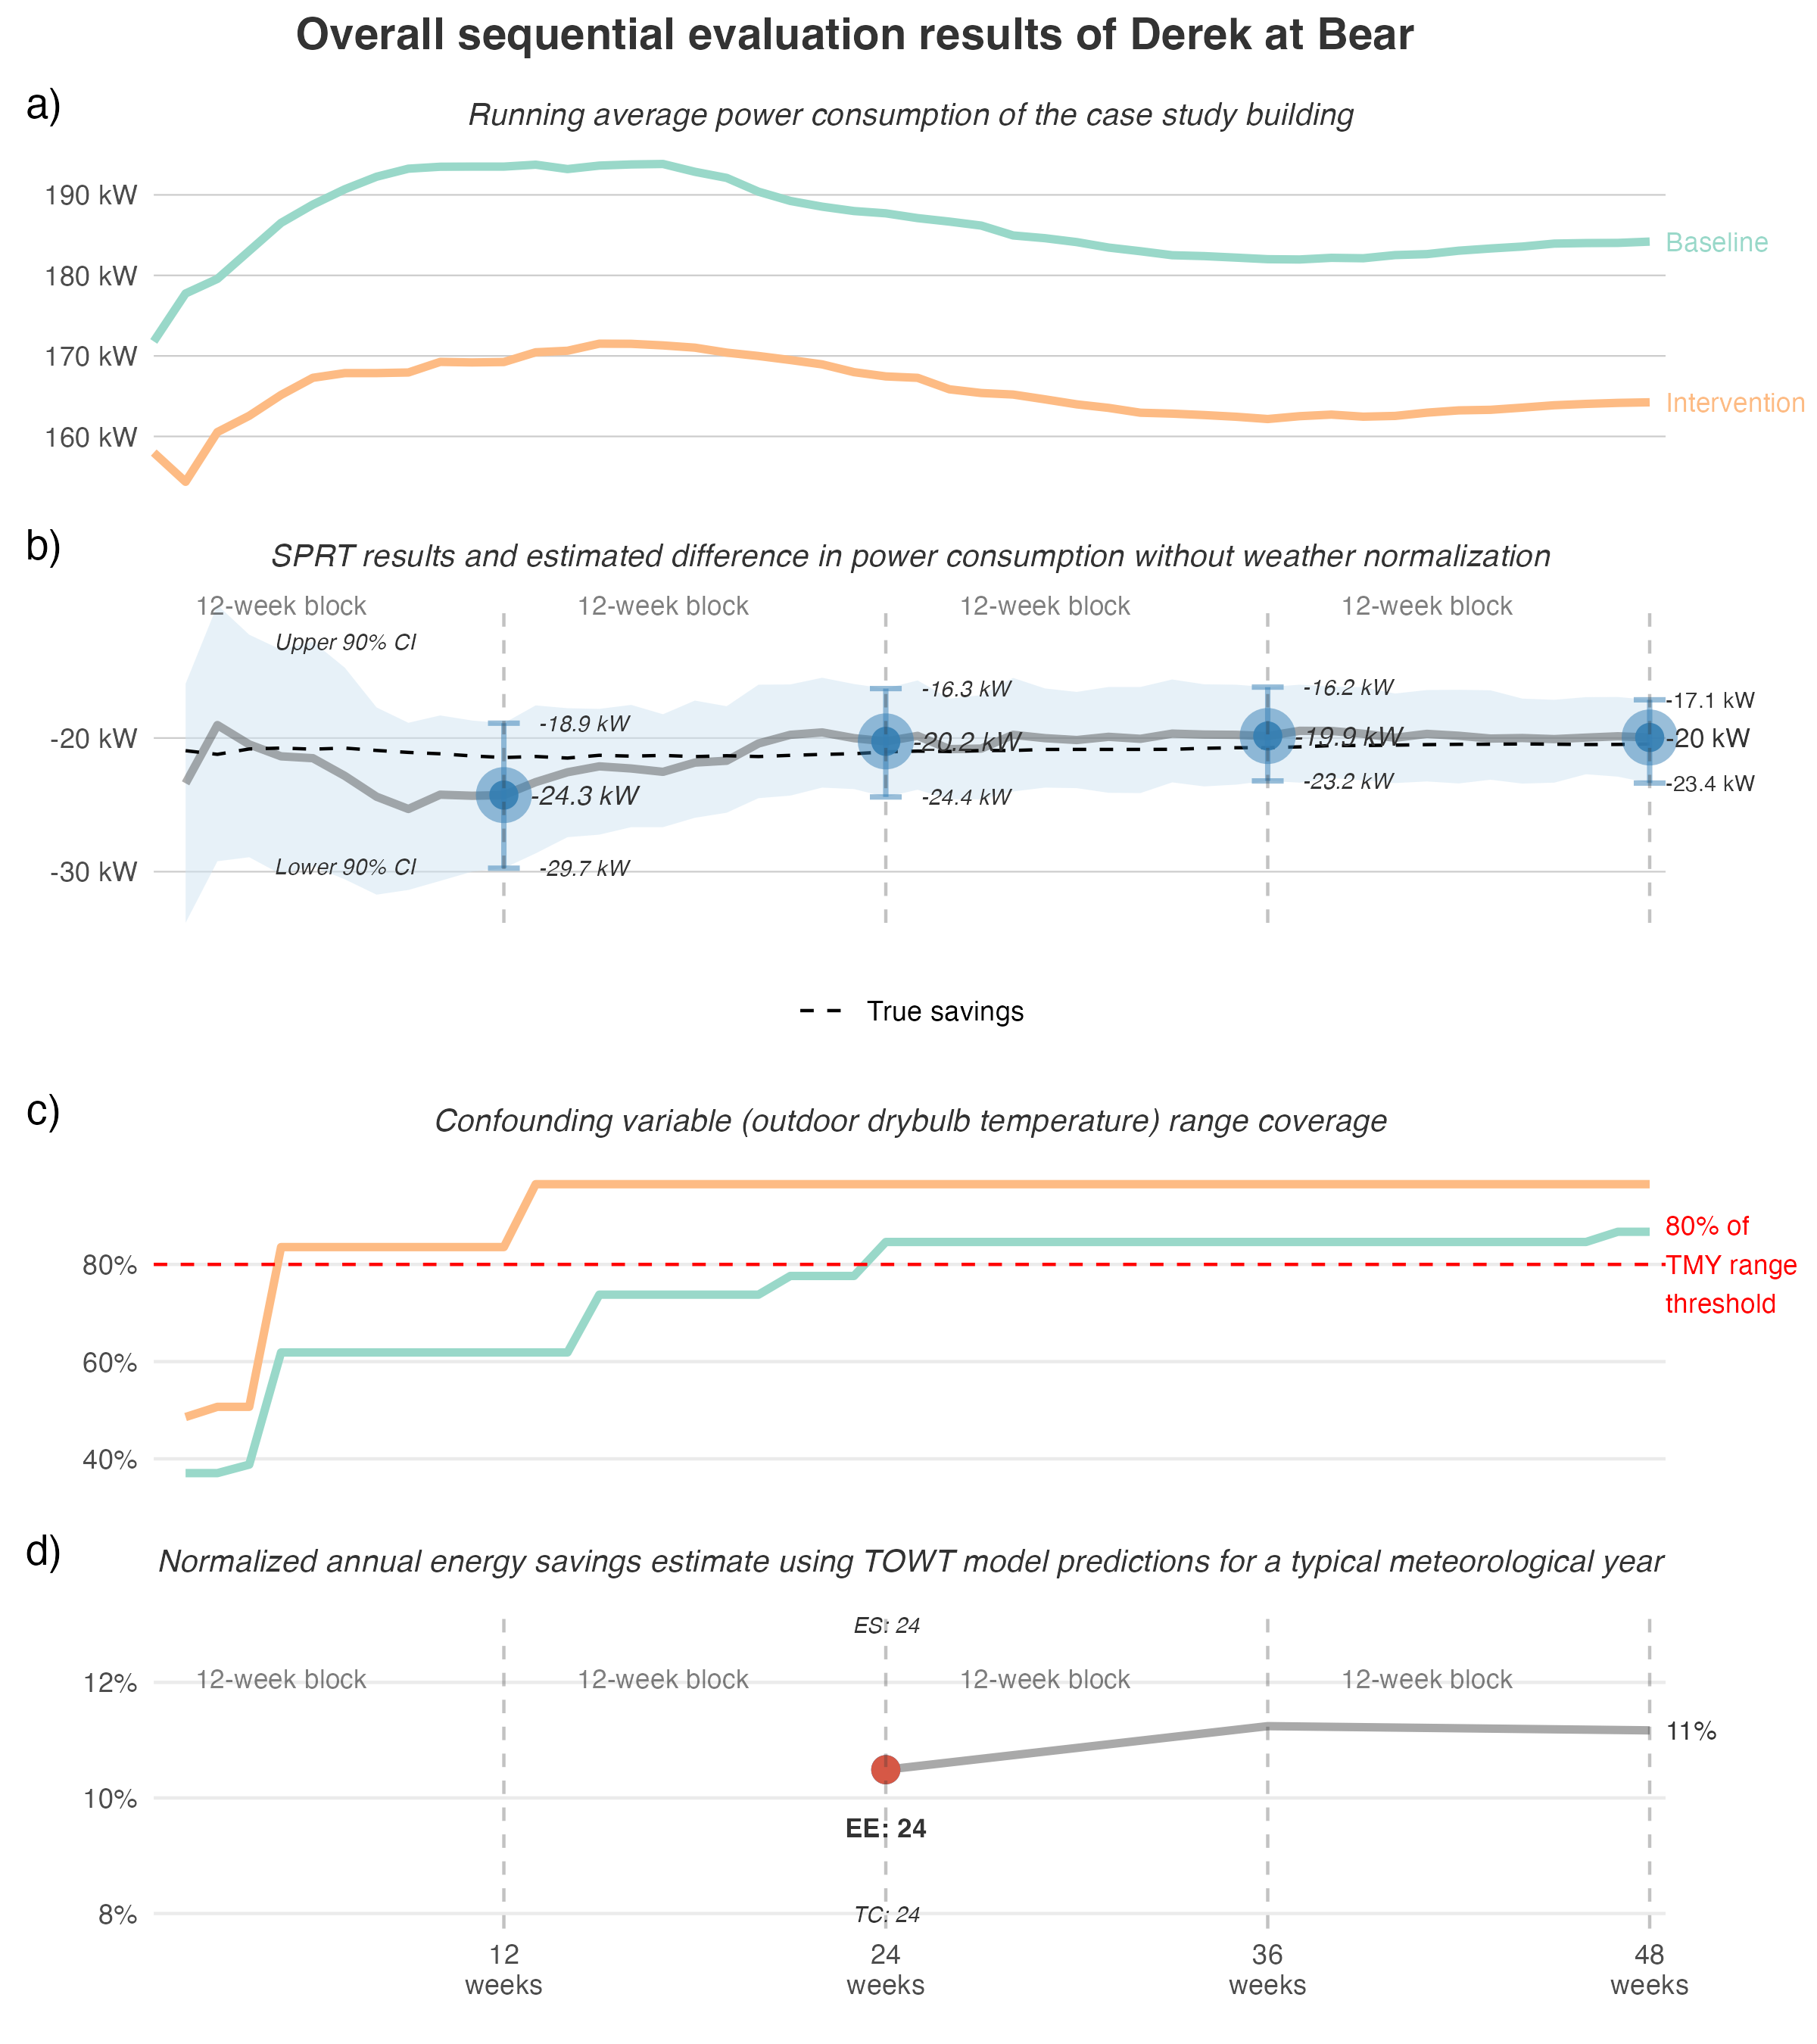 Overall sequential evaluation results of Derek at Bear
a)
Running average power consumption of the case study building
190 kW
180 kW
170 kW
160 kW
Baseline
Intervention
b)
SPRT results and estimated difference in power consumption without weather normalization
12-week block
12-week block
12-week block
12-week block
Upper 90% CI
Lower 90% CI
-20 kW
-30 kW
-18.9 kW
-24.3 kW
-29.7 kW
-16.3 kW
-20.2 kW
-24.4 kW
-16.2 kW
-19.9 kW
-23.2 kW
-17.1 kW
-20 kW
-23.4 kW
True savings
c)
Confounding variable (outdoor drybulb temperature) range coverage
80%
60%
40%
80% of
TMY range
threshold
d)
Normalized annual energy savings estimate using TOWT model predictions for a typical meteorological year
ES: 24
12-week block
12-week block
12-week block
12-week block
12%
10%
8%
11%
EE: 24
TC: 24
12
weeks
24
weeks
36
weeks
48
weeks